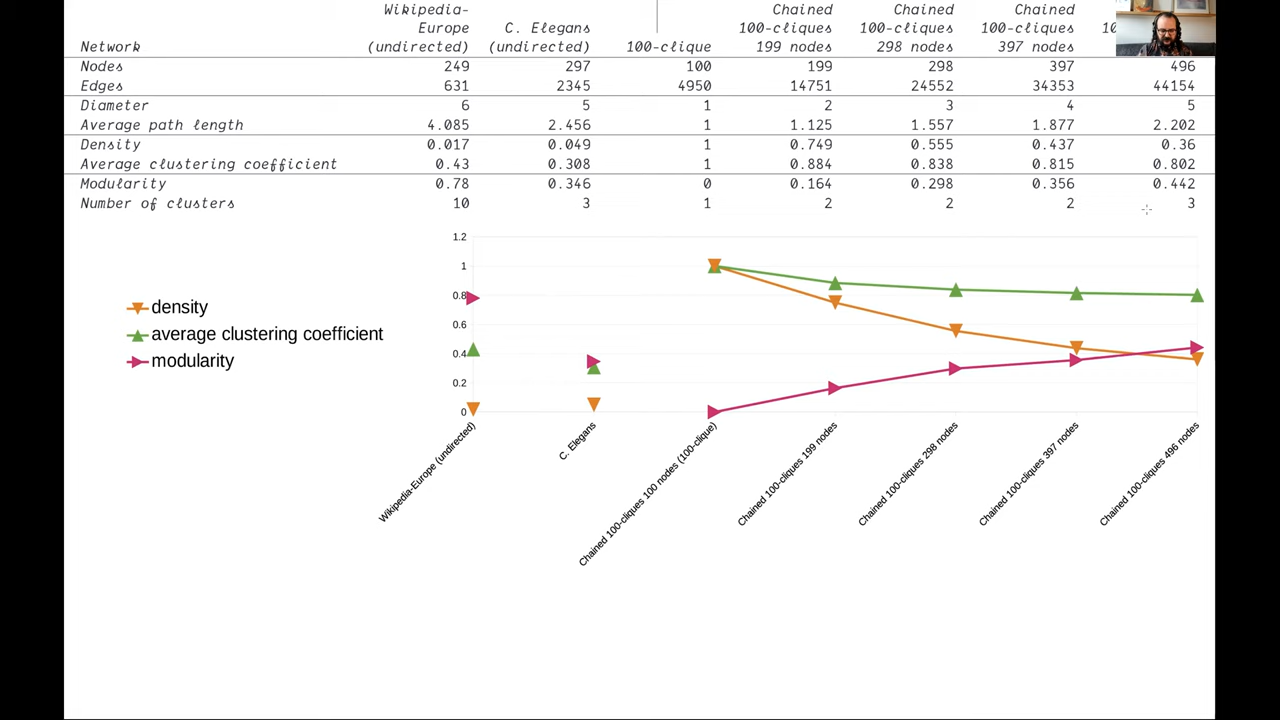 Wikipedia-
Europe C. Elegans Chained Chained Chained
100-cliques 100-cliques 100-cliques 10
Network (undirected) (undirected) 100-clique 199 nodes 298 nodes 397 nodes
Nodes 249 297 100 199 298 397 496
Edges 631 2345 4950 14751 24552 34353 44154
Diameter 6 5 1 2 3 4 5
Average path length 4.085 2.456 1 1.125 1.557 1.877 2.202
Density 0.017 0.049 1 0.749 0.555 0.437 0.36
Average clustering coefficient 0.43 0.308 1 0.884 0.838 0.815 0.802
Modularity 0.78 0.346 0 0.164 0.298 0.356 0.442
Number of clusters 10 3 1 2 2 2 3
1.2
1
0.8
0.6
0.4
0.2
0
density
average clustering coefficient
modularity
Wikipedia-Europe (undirected)
C. Elegans
Chained 100-cliques 100 nodes (100-clique)
Chained 100-cliques 199 nodes
Chained 100-cliques 298 nodes
Chained 100-cliques 397 nodes
Chained 100-cliques 496 nodes